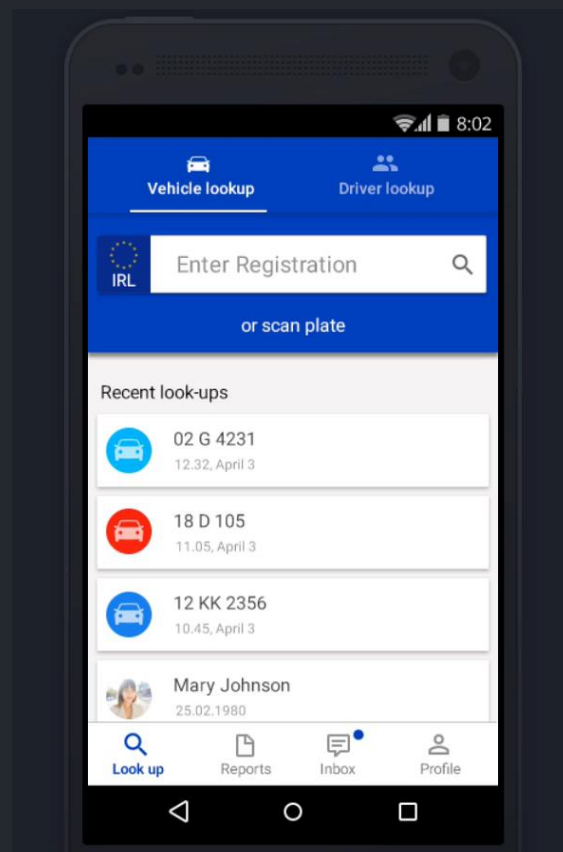 8:02
Vehicle lookup
Driver lookup
IRL
Enter Registration
or scan plate
Recent look-ups
02 G 4231
12.32, April 3
18 D 105
11.05, April 3
12 KK 2356
10.45, April 3
Mary Johnson
25.02.1980
Look up
Reports
Inbox
Profile